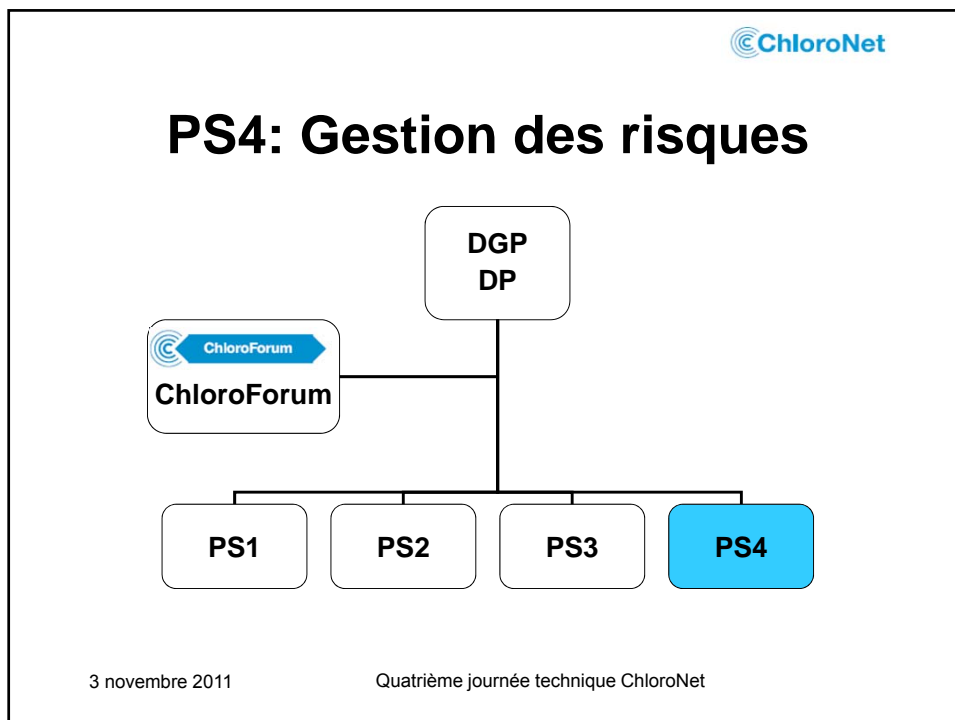 ChloroNet
PS4: Gestion des risques
DGP
DP
ChloroForum
ChloroForum
PS1
PS2
PS3
PS4
3 novembre 2011
Quatrième journée technique ChloroNet